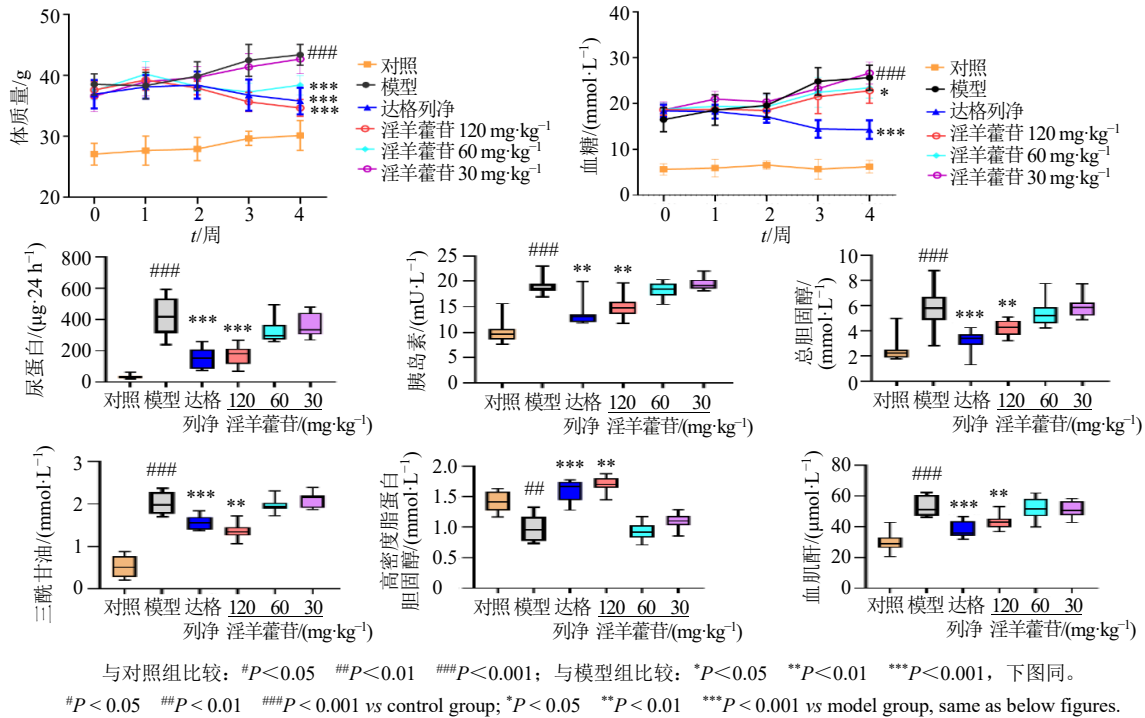 50
40
30
20
体质量/g
0 1 2 3 4
t/周
###
***
***
***
对照
模型
达格列净
淫羊藿苷 120 mg·kg⁻¹
淫羊藿苷 60 mg·kg⁻¹
淫羊藿苷 30 mg·kg⁻¹
40
30
20
10
0
血糖/(mmol·L⁻¹)
0 1 2 3 4
t/周
###
*
***
对照
模型
达格列净
淫羊藿苷 120 mg·kg⁻¹
淫羊藿苷 60 mg·kg⁻¹
淫羊藿苷 30 mg·kg⁻¹
800
600
400
200
0
尿蛋白/(μg·24 h⁻¹)
### *** ***
对照 模型 达格 120 60 30
列净 淫羊藿苷/(mg·kg⁻¹)
25
20
15
10
5
0
胰岛素/(mU·L⁻¹)
### ** **
对照 模型 达格 120 60 30
列净 淫羊藿苷/(mg·kg⁻¹)
10
8
6
4
2
0
总胆固醇/
(mmol·L⁻¹)
### *** **
对照 模型 达格 120 60 30
列净 淫羊藿苷/(mg·kg⁻¹)
3
2
1
0
三酰甘油/(mmol·L⁻¹)
### *** **
对照 模型 达格 120 60 30
列净 淫羊藿苷/(mg·kg⁻¹)
2.0
1.5
1.0
0.5
0.0
高密度脂蛋白
胆固醇/(mmol·L⁻¹)
## *** **
对照 模型 达格 120 60 30
列净 淫羊藿苷/(mg·kg⁻¹)
80
60
40
20
0
血肌酐/(μmol·L⁻¹)
### *** **
对照 模型 达格 120 60 30
列净 淫羊藿苷/(mg·kg⁻¹)
与对照组比较：#P<0.05 ##P<0.01 ###P<0.001；与模型组比较：*P<0.05 **P<0.01 ***P<0.001，下图同。
#P < 0.05 ##P < 0.01 ###P < 0.001 vs control group; *P < 0.05 **P < 0.01 ***P < 0.001 vs model group, same as below figures.